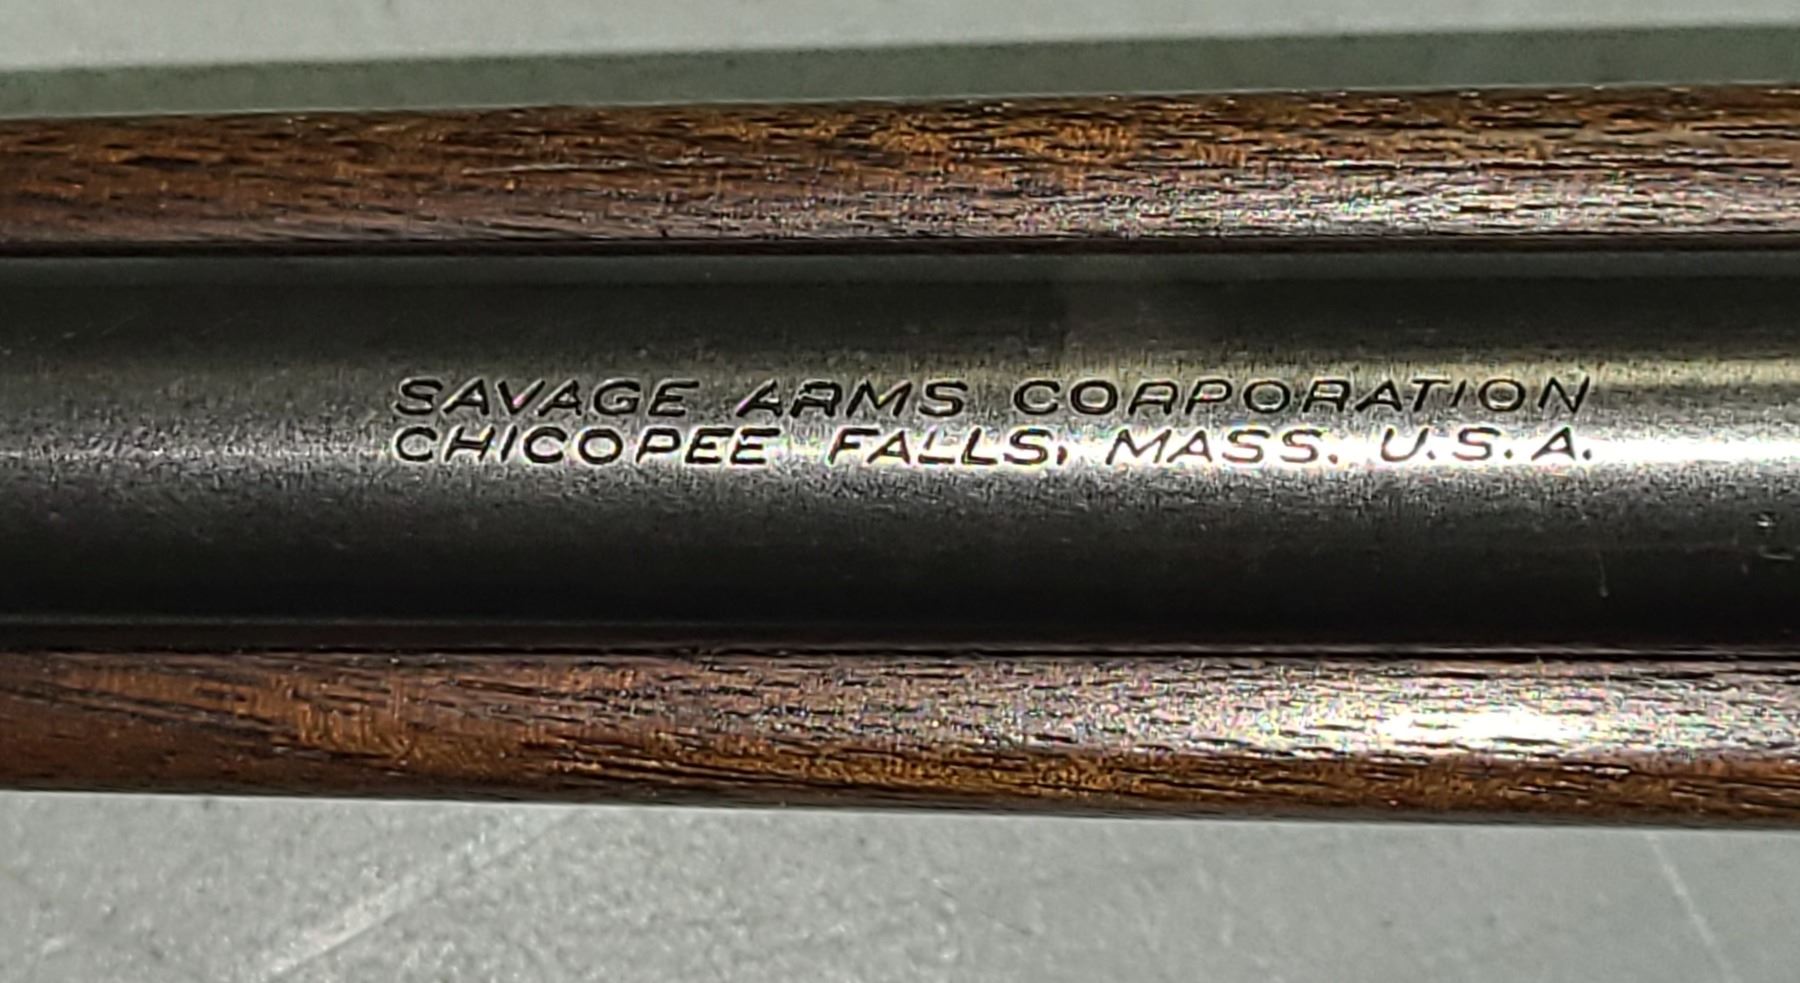 SAVAGE ARMS CORPORATION
CHICOPEE FALLS, MASS. U.S.A.